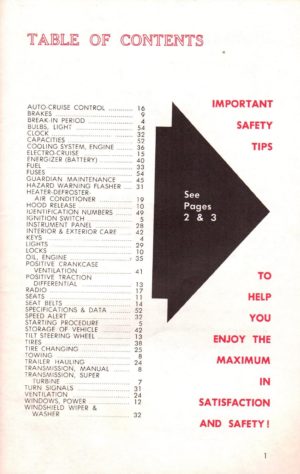 TABLE OF CONTENTS
AUTO-CRUISE CONTROL ........... 16
BRAKES ........... 9
BREAK-IN PERIOD ........... 4
BULBS, LIGHT ........... 54
CLOCK ........... 32
CAPACITIES ........... 52
COOLING SYSTEM, ENGINE ........... 36
ELECTRO-CRUISE ........... 15
ENERGIZER (BATTERY) ........... 40
FUEL ........... 33
FUSES ........... 54
GUARDIAN MAINTENANCE ........... 45
HAZARD WARNING FLASHER ........... 31
HEATER-DEFROSTER-
AIR CONDITIONER ........... 19
HOOD RELEASE ........... 10
IDENTIFICATION NUMBERS ........... 49
IGNITION SWITCH ........... 5
INSTRUMENT PANEL ........... 28
INTERIOR & EXTERIOR CARE ........... 42
KEYS ........... 4
LIGHTS ........... 29
LOCKS ........... 10
OIL, ENGINE ........... 35
POSITIVE CRANKCASE
VENTILATION ........... 41
POSITIVE TRACTION
DIFFERENTIAL ........... 13
RADIO ........... 17
SEATS ........... 11
SEAT BELTS ........... 14
SPECIFICATIONS & DATA ........... 52
SPEED ALERT ........... 37
STARTING PROCEDURE ........... 5
STORAGE OF VEHICLE ........... 42
TILT STEERING WHEEL ........... 13
TIRES ........... 38
TIRE CHANGING ........... 25
TOWING ........... 8
TRAILER HAULING ........... 24
TRANSMISSION, MANUAL ........... 8
TRANSMISSION, SUPER
TURBINE ........... 7
TURN SIGNALS ........... 31
VENTILATION ........... 24
WINDOWS, POWER ........... 12
WINDSHIELD WIPER &
WASHER ........... 32
See
Pages
2 & 3
IMPORTANT
SAFETY
TIPS
TO
HELP
YOU
ENJOY THE
MAXIMUM
IN
SATISFACTION
AND SAFETY!
1